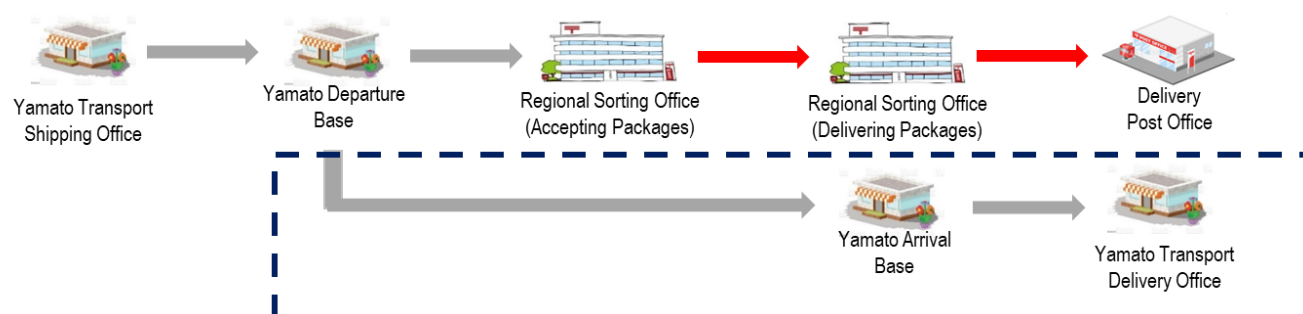 Yamato Transport
Shipping Office
Yamato Departure
Base
Regional Sorting Office
(Accepting Packages)
Regional Sorting Office
(Delivering Packages)
Delivery
Post Office
Yamato Arrival
Base
Yamato Transport
Delivery Office